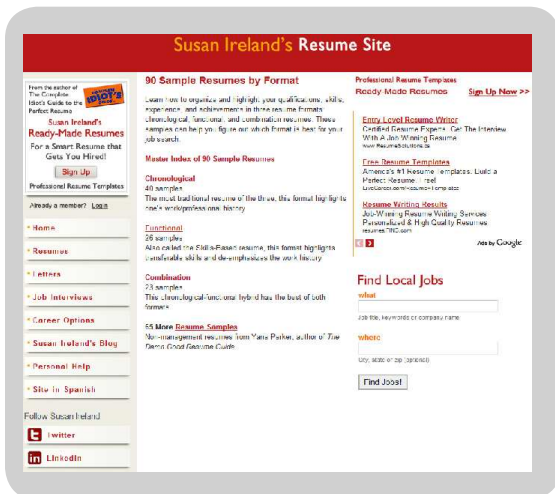 Susan Ireland's Resume Site
From the author of
The Complete
Idiot's Guide to the
Perfect Resume
Susan Ireland's
Ready-Made Resumes
For a Smart Resume that
Gets You Hired!
Sign Up
Professional Resume Templates
Already a member? Login
Home
Resumes
Letters
Job Interviews
Career Options
Susan Ireland's Blog
Personal Help
Site in Spanish
Follow Susan Ireland
Twitter
LinkedIn
90 Sample Resumes by Format
Learn how to organize and highlight your qualifications, skills,
experience, and achievements in three resume formats:
chronological, functional, and combination resumes. These
samples can help you figure out which format is best for your
job search.
Master Index of 90 Sample Resumes
Chronological
40 samples
The most traditional resume of the three, this format highlights
one's work/professional history
Functional
26 samples
Also called the Skills-Based resume, this format highlights
transferable skills and de-emphasizes the work history
Combination
23 samples
This chronological-functional hybrid has the best of both
formats
65 More Resume Samples
Non-management resumes from Yana Parker, author of The
Damn Good Resume Guide
Professional Resume Templates
Ready-Made Resumes Sign Up Now >>
Entry Level Resume Writer
Certified Resume Experts. Get The Interview
With A Job Winning Resume
www.ResumeSolutions.ca
Free Resume Templates
America's #1 Resume Templates. Build a
Perfect Resume. Free!
LiveCareer.com/Resume-Templates
Resume Writing Results
Job-Winning Resume Writing Services
Personalized & High Quality Resumes
resumes.FIND.com
Ads by Google
Find Local Jobs
what
Job title, keywords or company name
where
City, state or zip (optional)
Find Jobs!